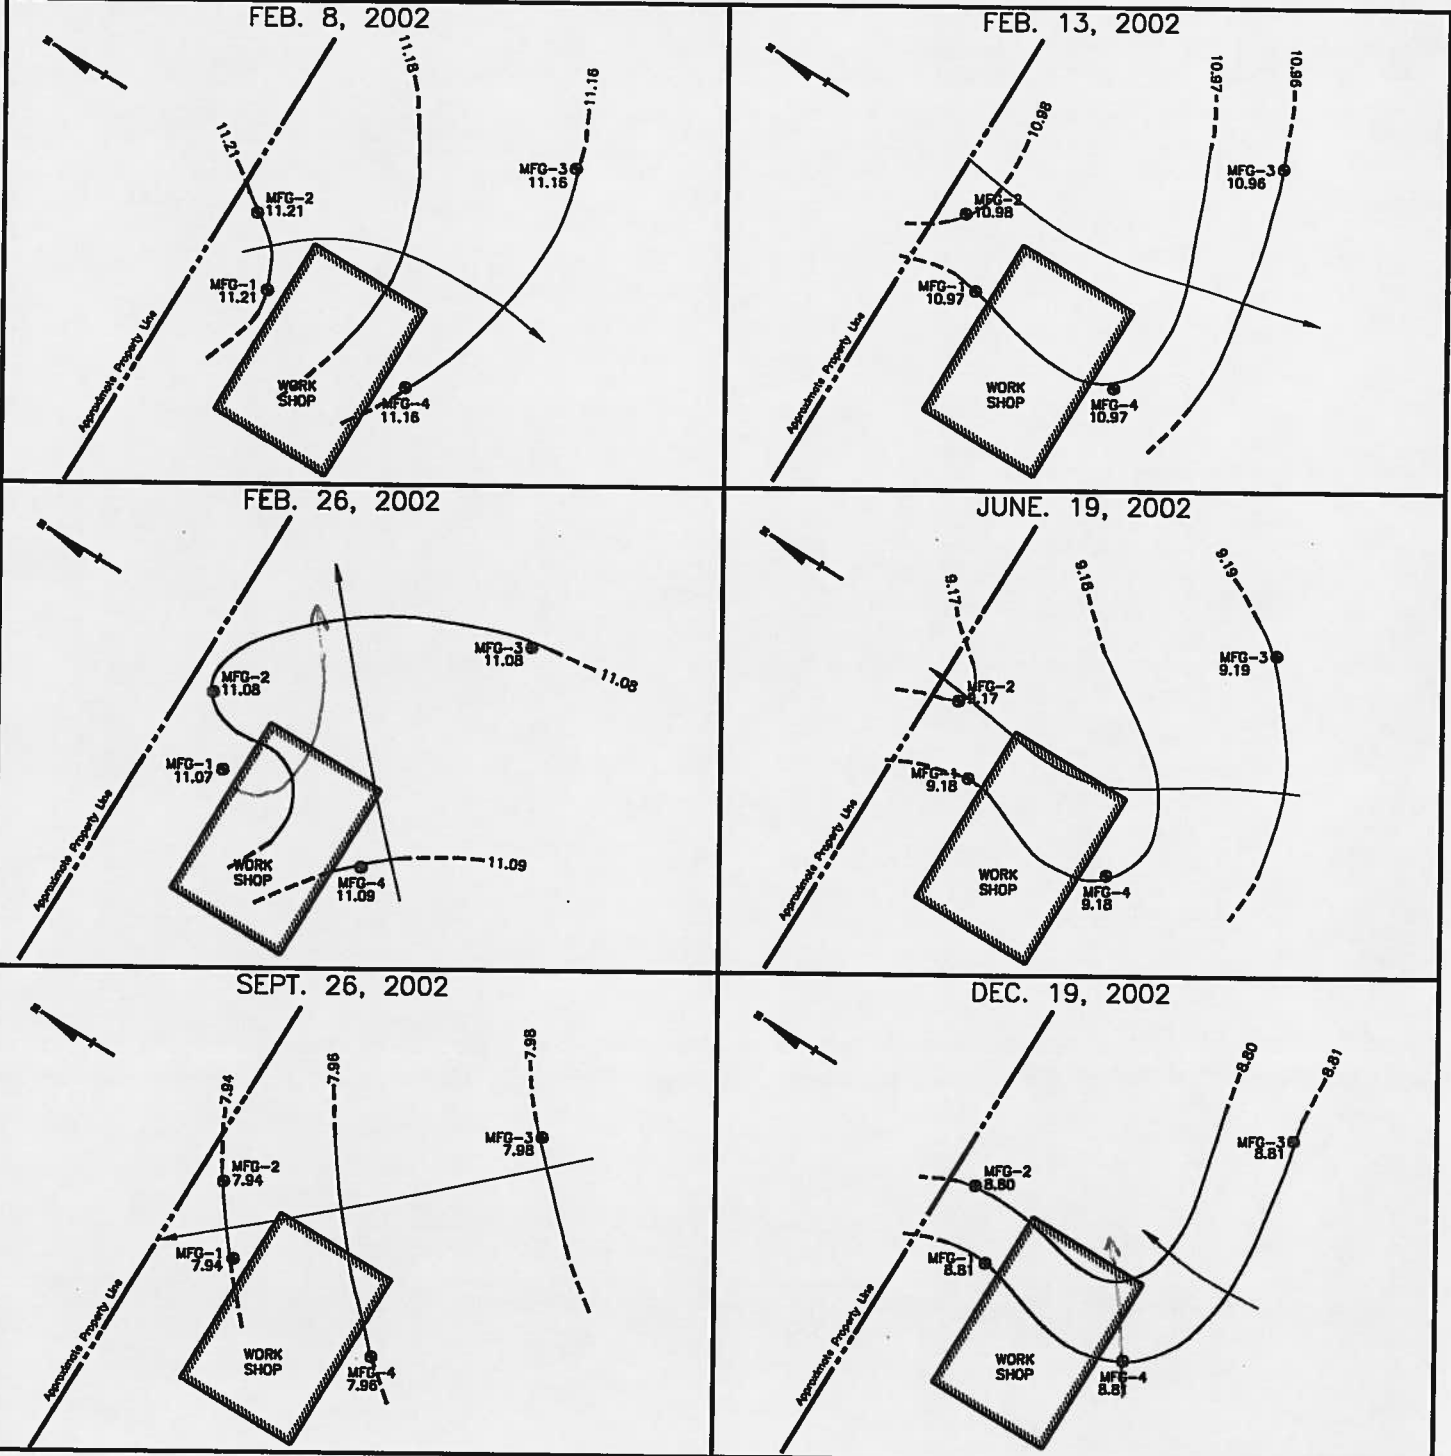 FEB. 8, 2002
11.18
11.16
11.21
MFG-3
11.16
MFG-2
11.21
MFG-1
11.21
Approximate Property Line
WORK
SHOP
MFG-4
11.16
FEB. 13, 2002
10.97
10.96
10.98
MFG-3
10.96
MFG-2
10.98
MFG-1
10.97
Approximate Property Line
WORK
SHOP
MFG-4
10.97
FEB. 26, 2002
MFG-3
11.08
11.08
MFG-2
11.08
MFG-1
11.07
Approximate Property Line
WORK
SHOP
11.09
MFG-4
11.09
JUNE. 19, 2002
9.17
9.18
9.19
MFG-3
9.19
MFG-2
9.17
MFG-1
9.18
Approximate Property Line
WORK
SHOP
MFG-4
9.18
SEPT. 26, 2002
7.94
7.96
7.98
MFG-3
7.98
MFG-2
7.94
MFG-1
7.94
Approximate Property Line
WORK
SHOP
MFG-4
7.96
DEC. 19, 2002
8.80
8.81
MFG-3
8.81
MFG-2
8.80
MFG-1
8.81
Approximate Property Line
WORK
SHOP
MFG-4
8.81